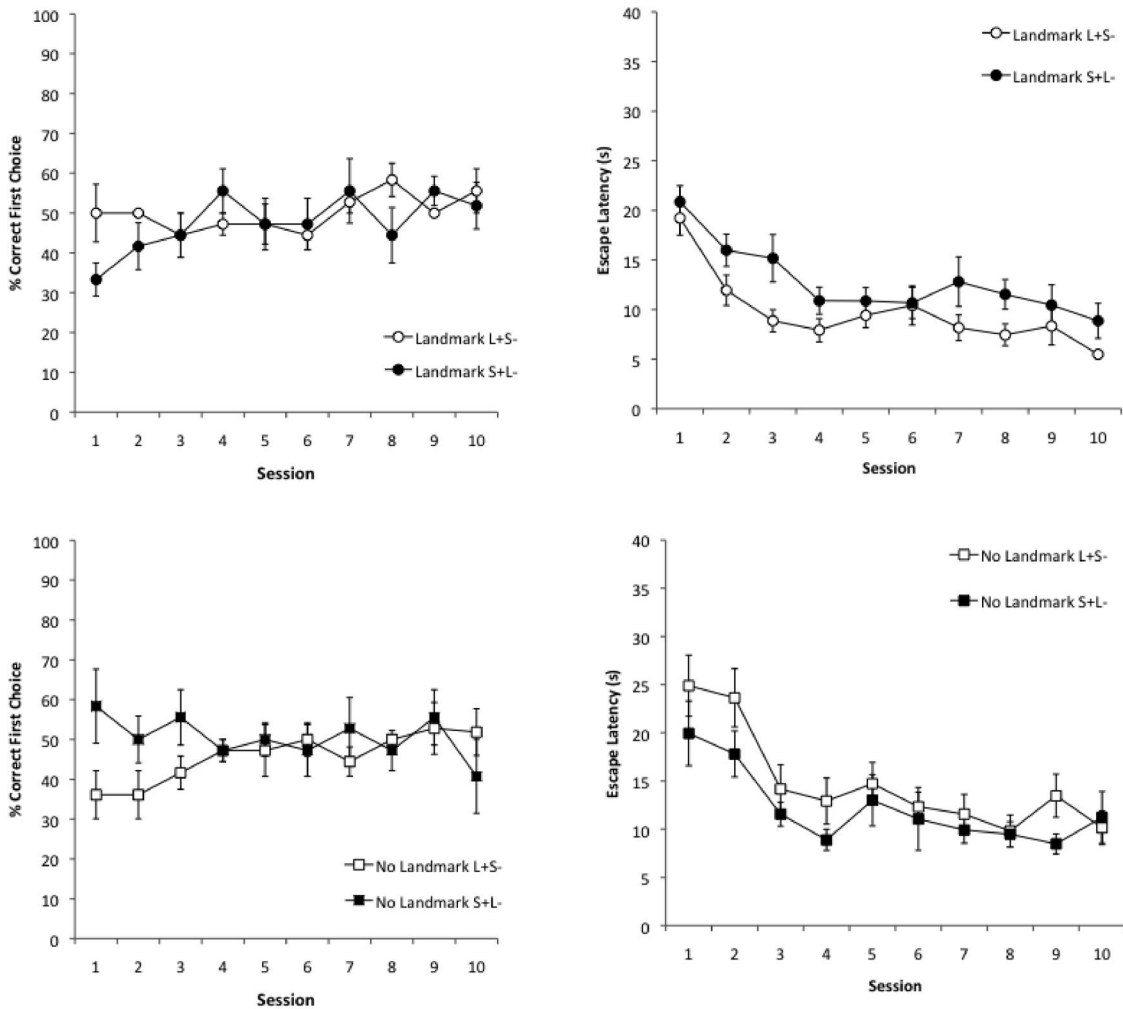 100
90
80
70
60
50
40
30
20
10
0
% Correct First Choice
Landmark L+S-
Landmark S+L-
1 2 3 4 5 6 7 8 9 10
Session
40
35
30
25
20
15
10
5
0
Escape Latency (s)
Landmark L+S-
Landmark S+L-
1 2 3 4 5 6 7 8 9 10
Session
100
90
80
70
60
50
40
30
20
10
0
% Correct First Choice
No Landmark L+S-
No Landmark S+L-
1 2 3 4 5 6 7 8 9 10
Session
40
35
30
25
20
15
10
5
0
Escape Latency (s)
No Landmark L+S-
No Landmark S+L-
1 2 3 4 5 6 7 8 9 10
Session